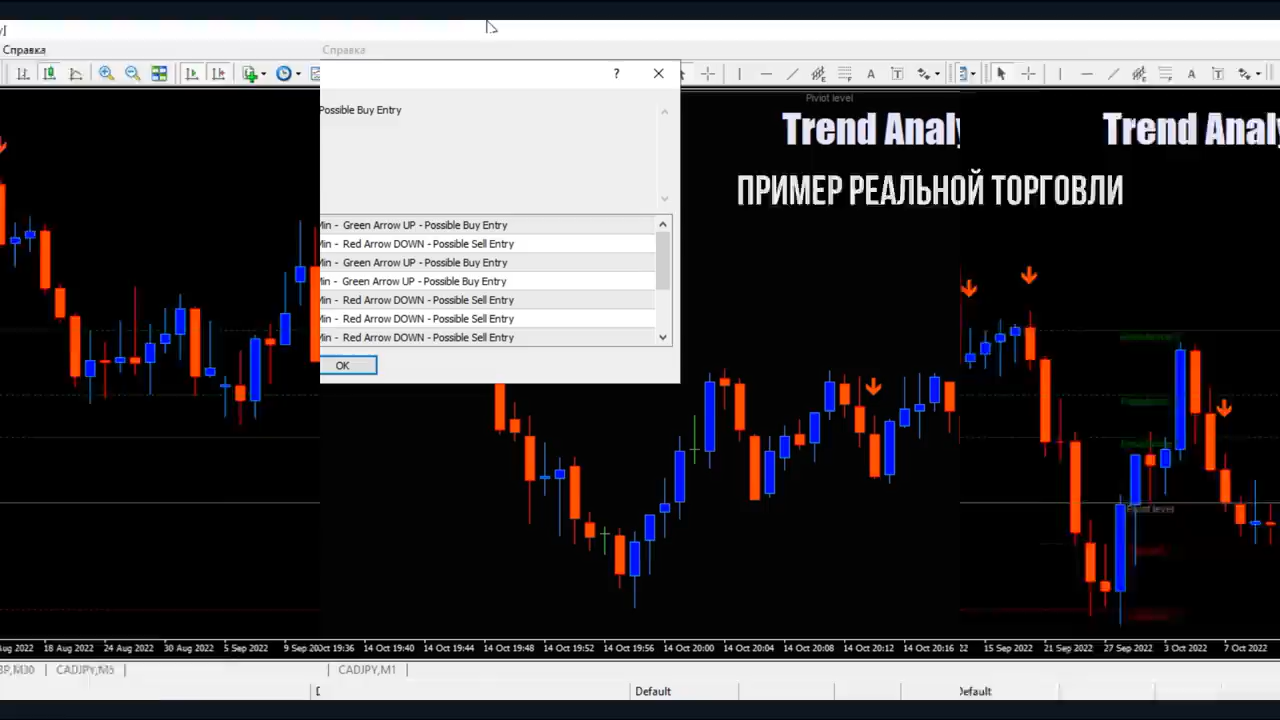 y]
Справка
Справка
Possible Buy Entry
Min - Green Arrow UP - Possible Buy Entry
Min - Red Arrow DOWN - Possible Sell Entry
Min - Green Arrow UP - Possible Buy Entry
Min - Green Arrow UP - Possible Buy Entry
Min - Red Arrow DOWN - Possible Sell Entry
Min - Red Arrow DOWN - Possible Sell Entry
Min - Red Arrow DOWN - Possible Sell Entry
OK
Piviot level
Trend Analy
Trend Analy
ПРИМЕР РЕАЛЬНОЙ ТОРГОВЛИ
Piviot level
Aug 2022 18 Aug 2022 24 Aug 2022 30 Aug 2022 5 Sep 2022 9 Sep 20
Oct 19:36 14 Oct 19:40 14 Oct 19:44 14 Oct 19:48 14 Oct 19:52 14 Oct 19:56 14 Oct 20:00 14 Oct 20:04 14 Oct 20:08 14 Oct 20:12 14 Oct 20:16
15 Sep 2022 21 Sep 2022 27 Sep 2022 3 Oct 2022 7 Oct 2022
BP,M30 CADJPY,M5
CADJPY,M1
Default
Default